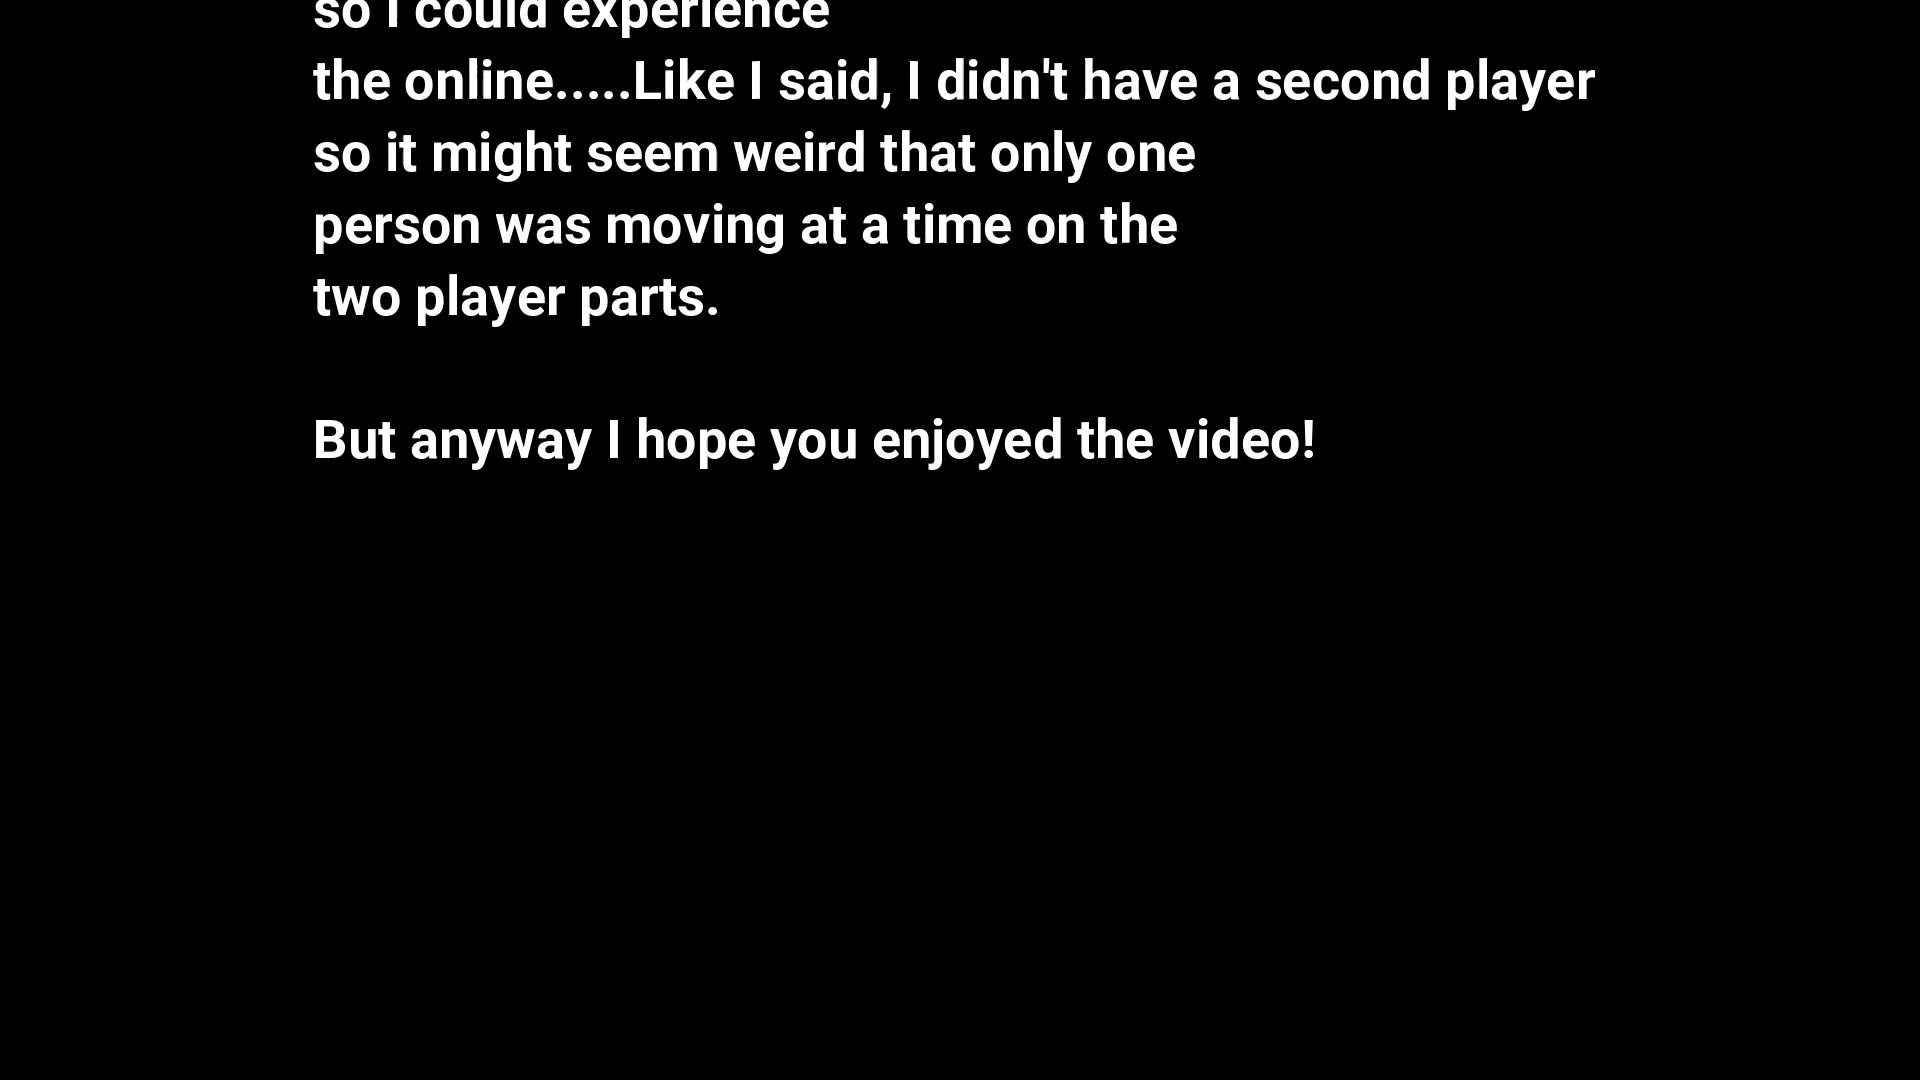 so I could experience
the online.....Like I said, I didn't have a second player
so it might seem weird that only one
person was moving at a time on the
two player parts.
But anyway I hope you enjoyed the video!